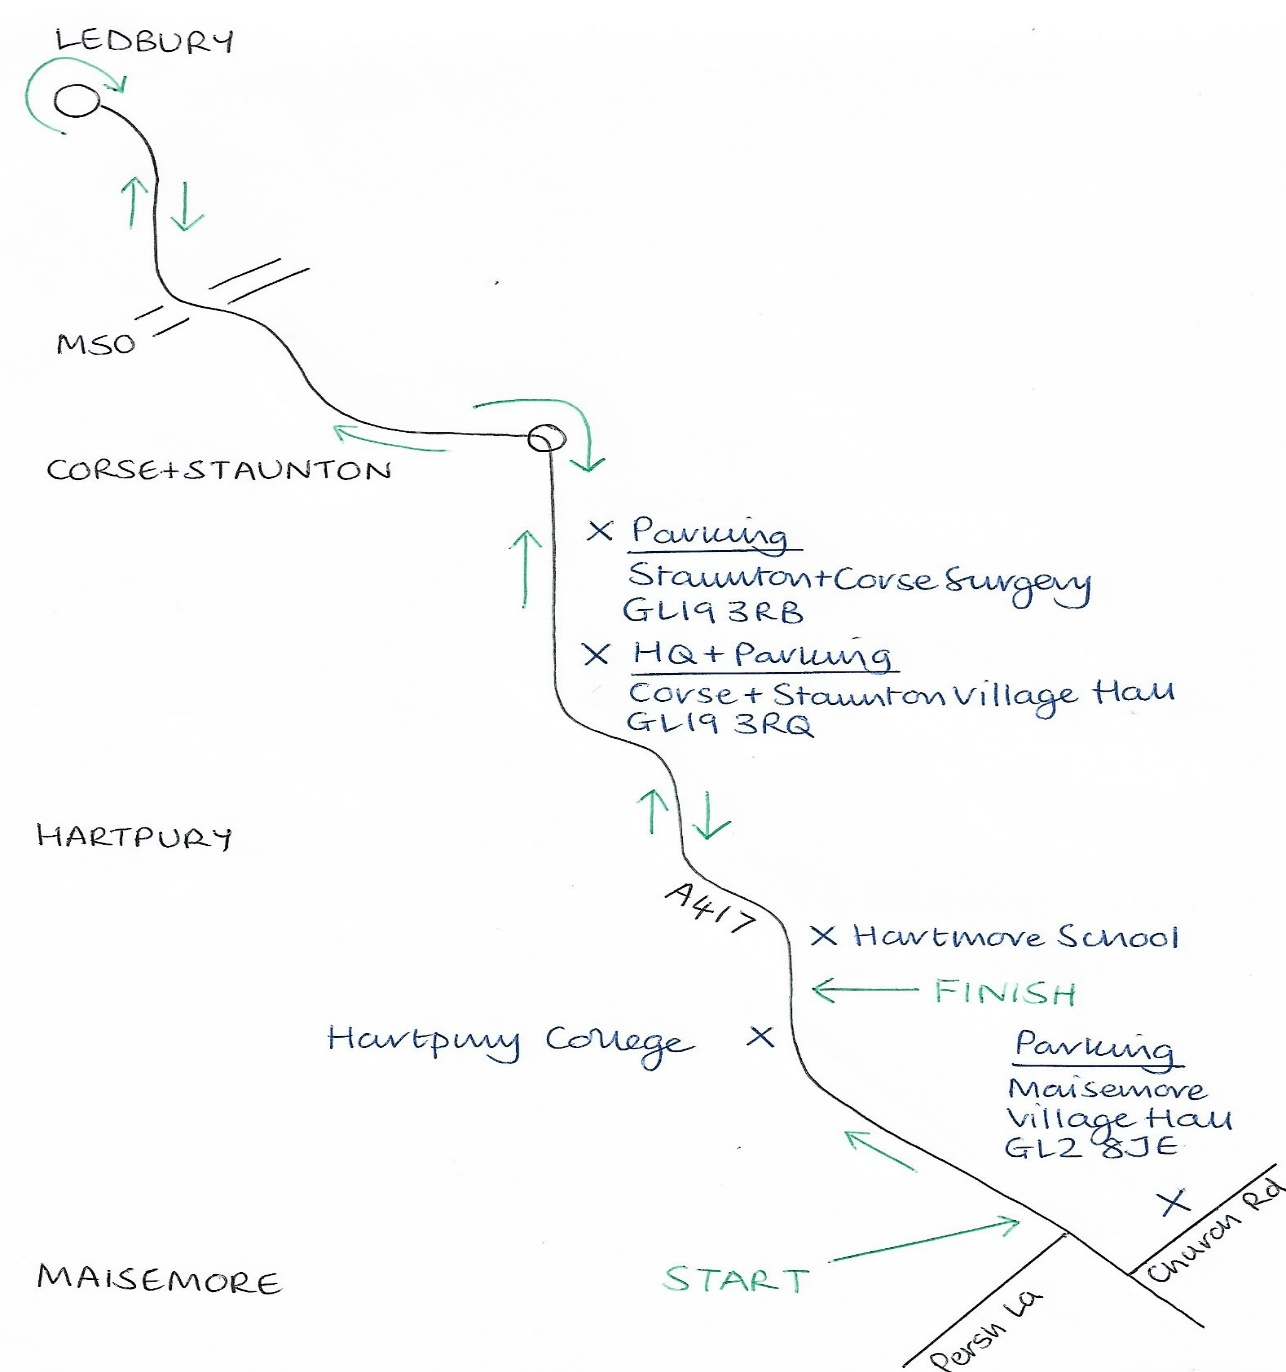 LEDBURY
M50
CORSE+STAUNTON
X Parking
Staunton+Corse Surgery
GL19 3RB
X HQ + Parking
Corse + Staunton Village Hall
GL19 3RQ
HARTPURY
A417
X Hartmore School
FINISH
Hartpury College X
Parking
Maisemore
Village Hall
GL2 8JE
X
Church Rd
START
MAISEMORE
Persh La